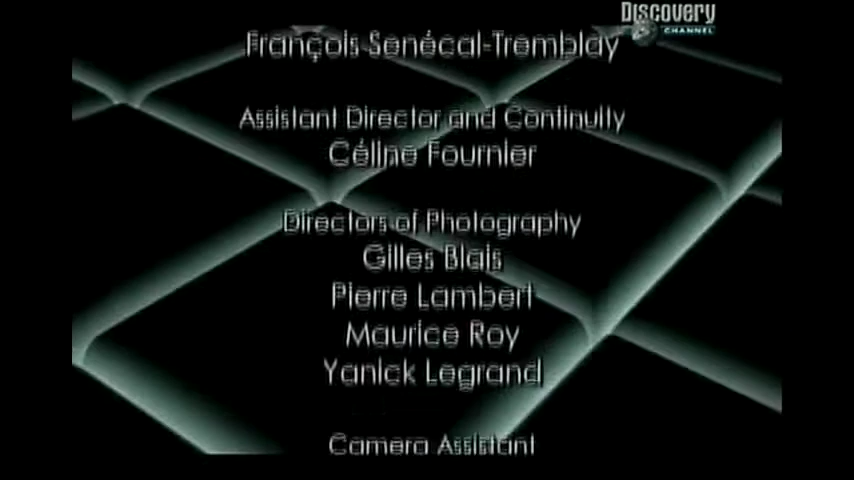 Discovery
CHANNEL
François Senécal-Tremblay
Assistant Director and Continuity
Céline Fournier
Directors of Photography
Gilles Blais
Pierre Lambert
Maurice Roy
Yanick Legrand
Camera Assistant